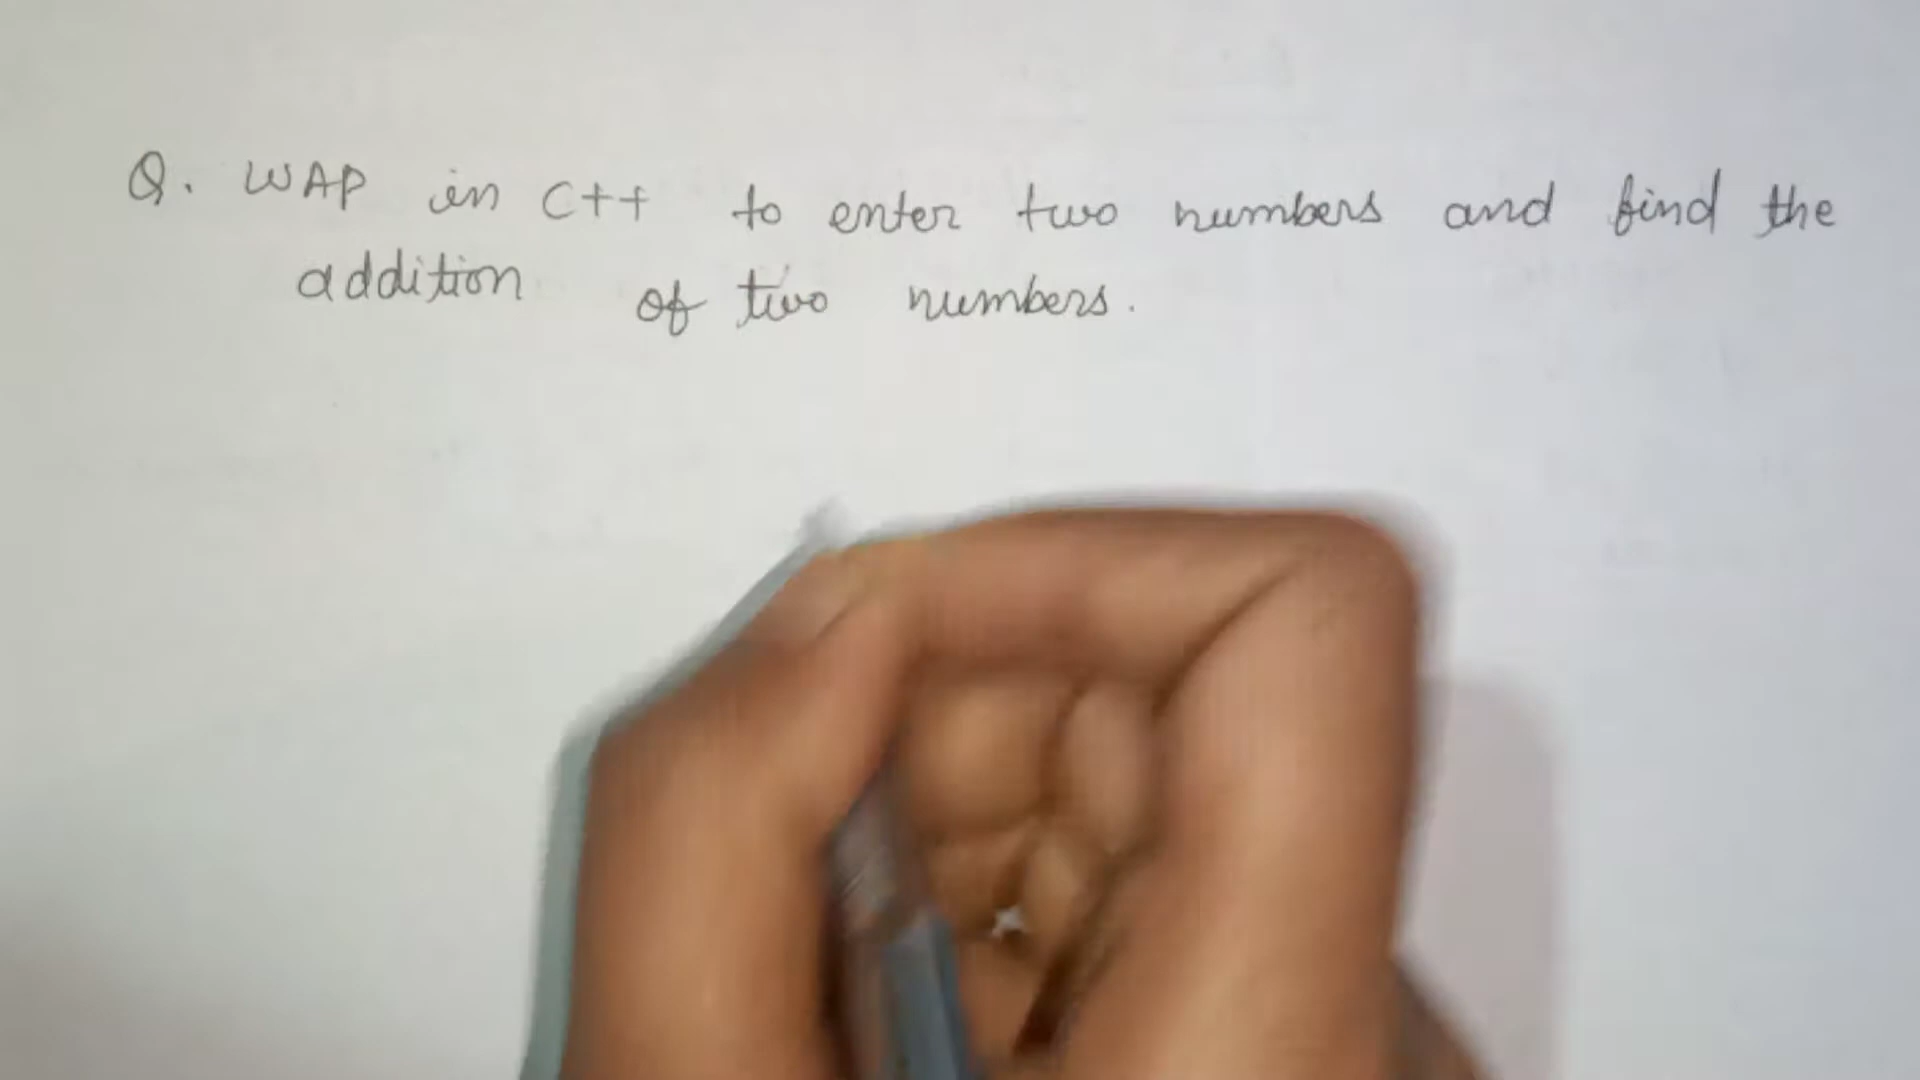 Q. WAP in C++ to enter two numbers and find the
addition of two numbers.